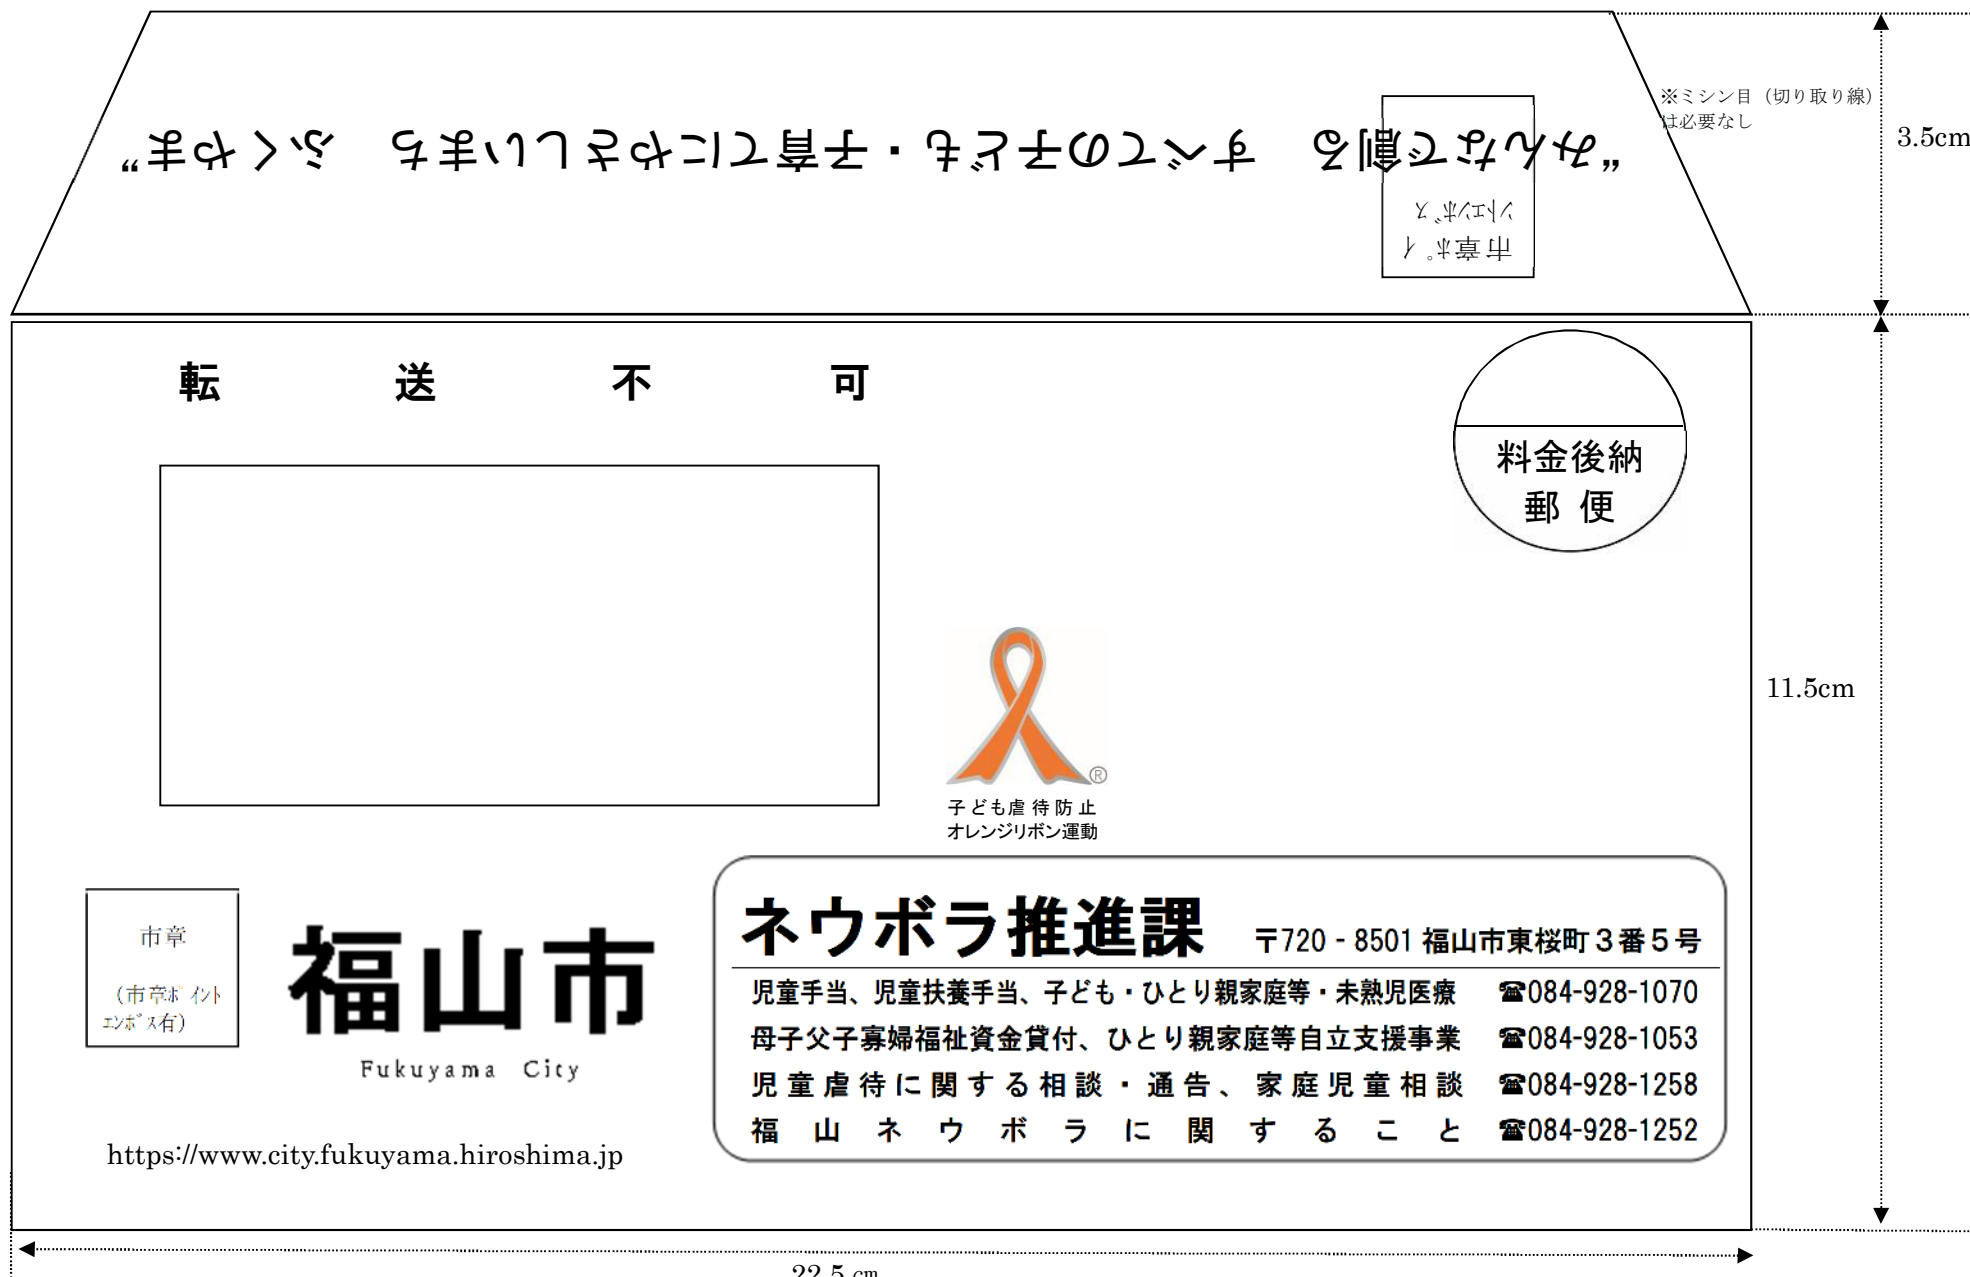 “みんなで創る　すべての子ども・子育てにやさしいまち　ふくやま”
市章ﾎﾟｲ
ﾝﾄｴﾝﾎﾞｽ
※ミシン目（切り取り線）
は必要なし
3.5cm
転送不可
料金後納
郵便
11.5cm
®
子ども虐待防止
オレンジリボン運動
市章
（市章ﾎﾟｲﾝﾄ
ｴﾝﾎﾞｽ有）
福山市
Fukuyama City
https://www.city.fukuyama.hiroshima.jp
ネウボラ推進課 〒720-8501 福山市東桜町３番５号
児童手当、児童扶養手当、子ども・ひとり親家庭等・未熟児医療 ☎084-928-1070
母子父子寡婦福祉資金貸付、ひとり親家庭等自立支援事業 ☎084-928-1053
児童虐待に関する相談・通告、家庭児童相談 ☎084-928-1258
福山ネウボラに関すること ☎084-928-1252
22.5㎝